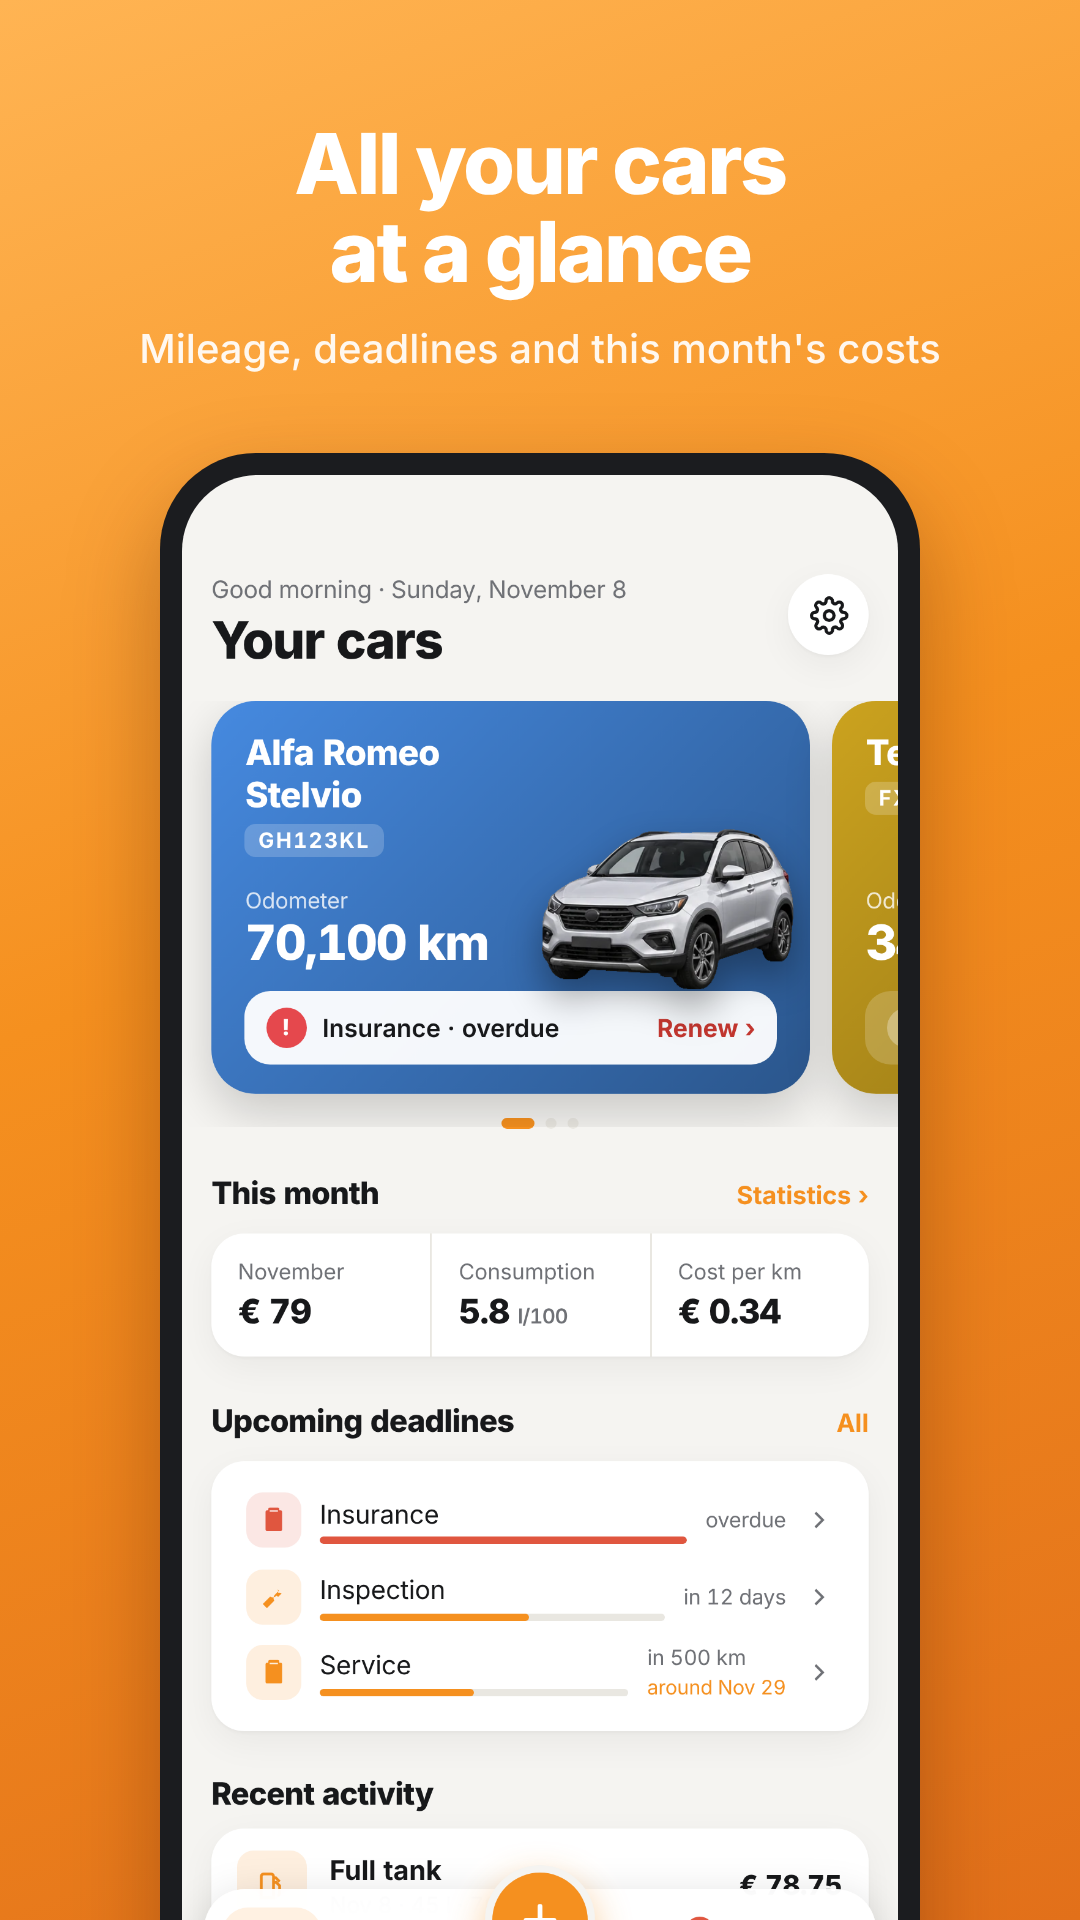 All your cars
at a glance
Mileage, deadlines and this month's costs
Good morning · Sunday, November 8
Your cars
Alfa Romeo
Stelvio
GH123KL
Odometer
70,100 km
! Insurance · overdue Renew ›
This month Statistics ›
November Consumption Cost per km
€ 79 5.8 l/100 € 0.34
Upcoming deadlines All
Insurance overdue
Inspection in 12 days
Service in 500 km
around Nov 29
Recent activity
Full tank € 78.75